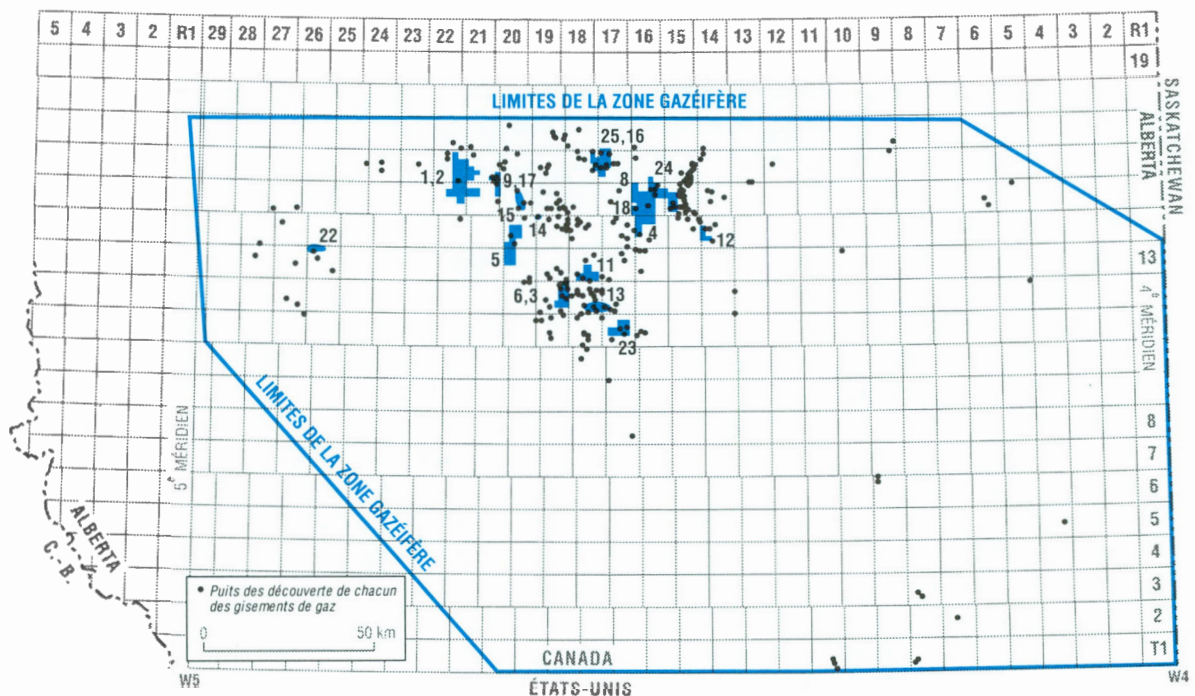 5 4 3 2 R1 29 28 27 26 25 24 23 22 21 20 19 18 17 16 15 14 13 12 11 10 9 8 7 6 5 4 3 2 R1
19
LIMITES DE LA ZONE GAZÉIFÈRE
SASKATCHEWAN
ALBERTA
25,16
1,2
9,17
8
24
15
14
18
4
12
22
5
11
13
6,3
13
23
4e MÉRIDIEN
5e MÉRIDIEN
LIMITES DE LA ZONE GAZÉIFÈRE
8
7
6
5
4
3
2
T1
ALBERTA
C.-B.
• Puits des découverte de chacun
des gisements de gaz
0 50 km
CANADA
ÉTATS-UNIS
W5
W4